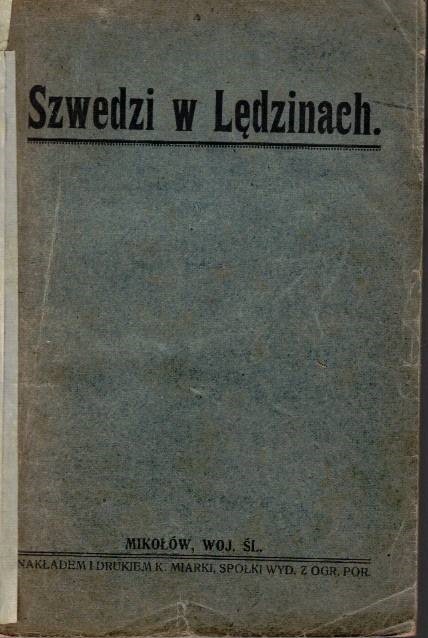 Szwedzi w Lędzinach.
MIKOŁÓW, WOJ. ŚL.
NAKŁADEM I DRUKIEM K. MIARKI, SPÓŁKI WYD. Z OGR. POR.